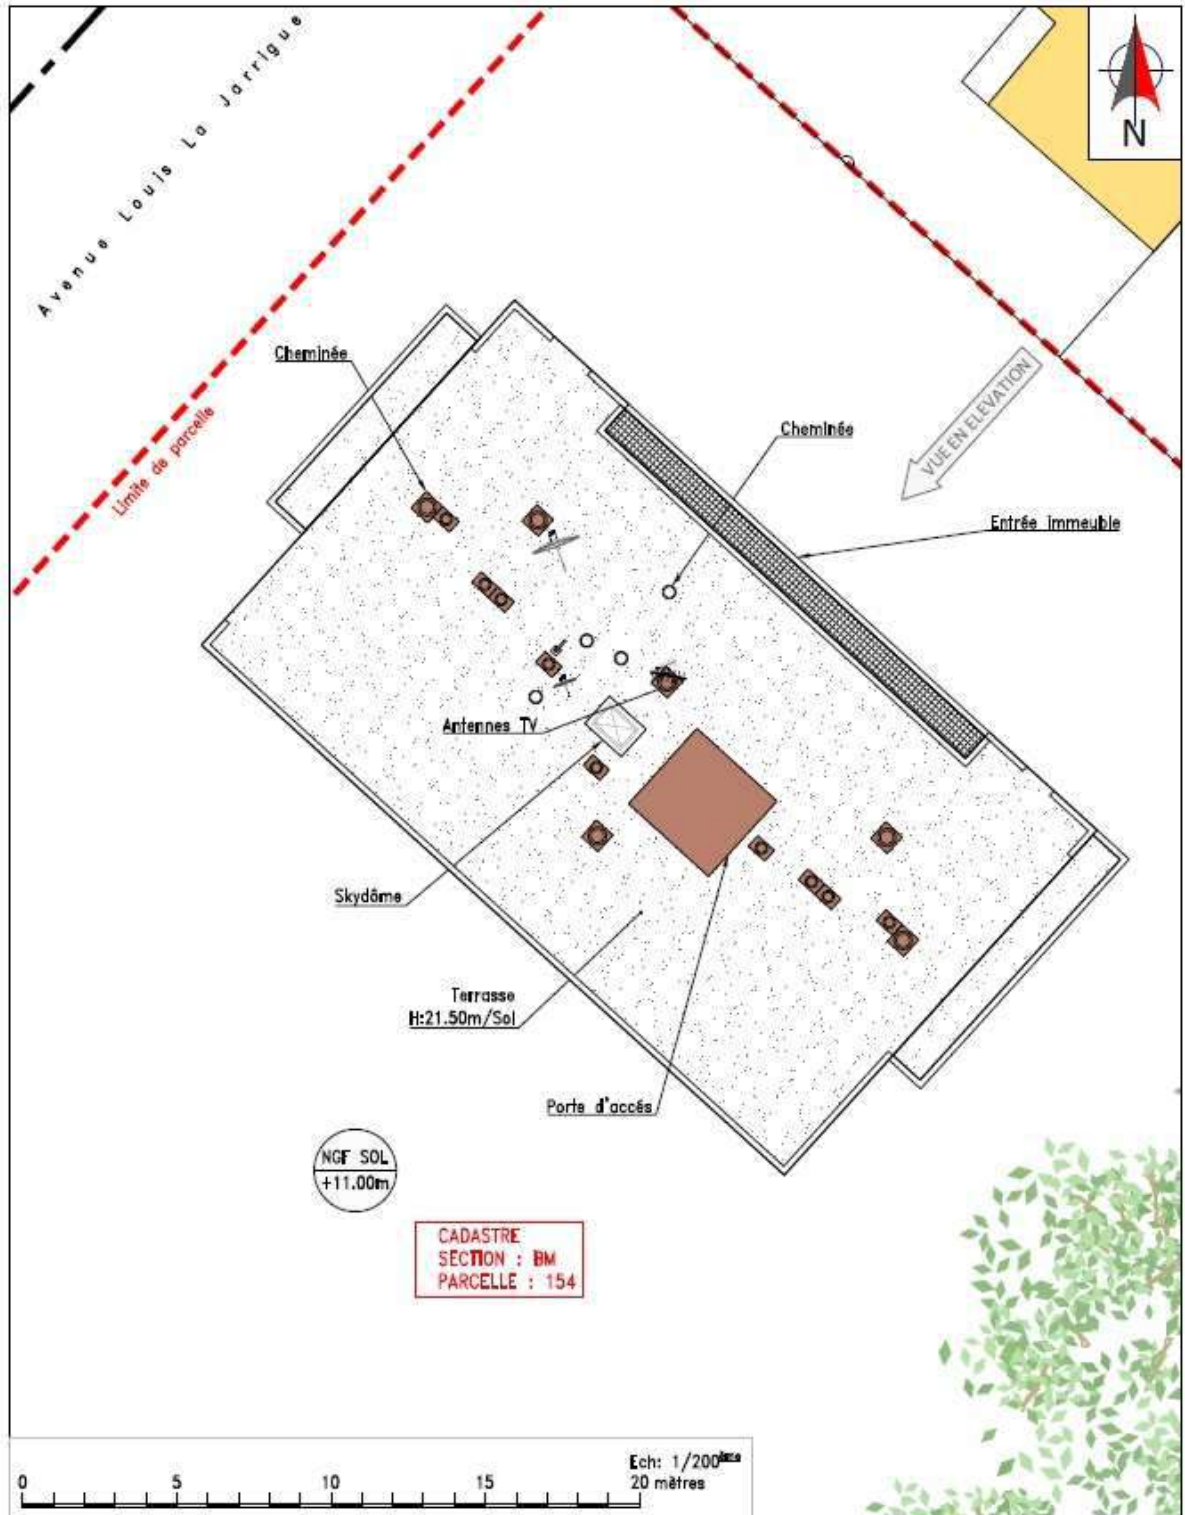 Avenue Louis La Jarrigue
N
Limite de parcelle
Cheminée
Cheminée
VUE EN ELEVATION
Entrée immeuble
Antennes TV
Skydôme
Terrasse
H:21.50m/Sol
Porte d'accés
NGF SOL
+11.00m
CADASTRE
SECTION : BM
PARCELLE : 154
Ech: 1/200ème
0 5 10 15 20 mètres